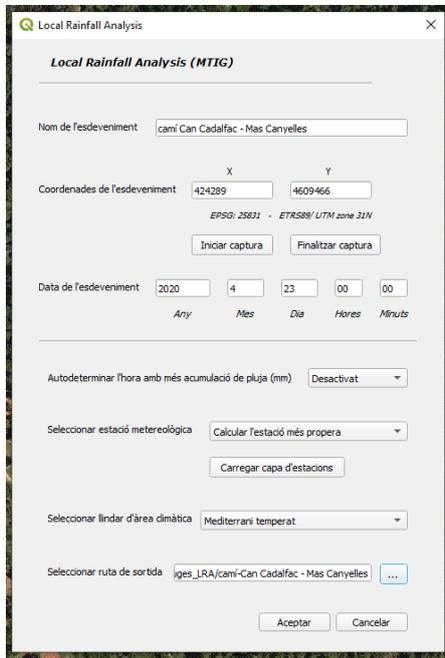 Local Rainfall Analysis
Local Rainfall Analysis (MTIG)
Nom de l'esdeveniment camí Can Cadalfac - Mas Canyelles
X Y
Coordenades de l'esdeveniment 424289 4609466
EPSG: 25831 - ETRS89/ UTM zone 31N
Iniciar captura Finalitzar captura
Data de l'esdeveniment 2020 4 23 00 00
Any Mes Dia Hores Minuts
Autodeterminar l'hora amb més acumulació de pluja (mm) Desactivat
Seleccionar estació metereològica Calcular l'estació més propera
Carregar capa d'estacions
Seleccionar llindar d'àrea climàtica Mediterrani temperat
Seleccionar ruta de sortida uges_LRA/camí-Can Cadalfac - Mas Canyelles ...
Aceptar Cancelar